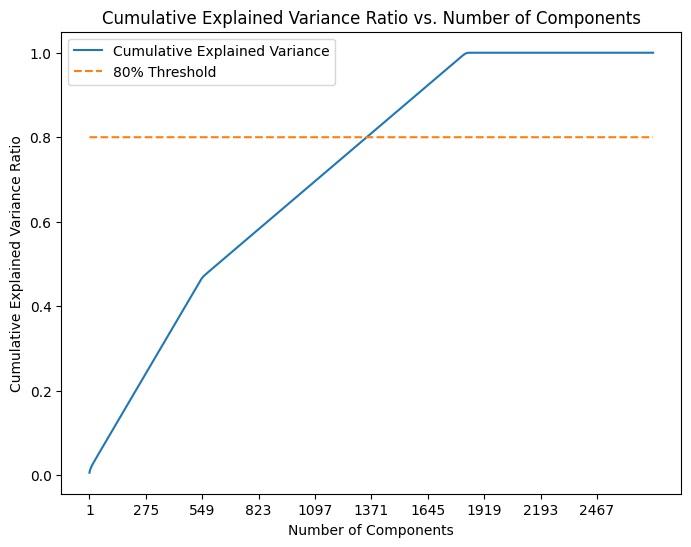 Cumulative Explained Variance Ratio vs. Number of Components
Cumulative Explained Variance
80% Threshold
Cumulative Explained Variance Ratio
1.0
0.8
0.6
0.4
0.2
0.0
1 275 549 823 1097 1371 1645 1919 2193 2467
Number of Components